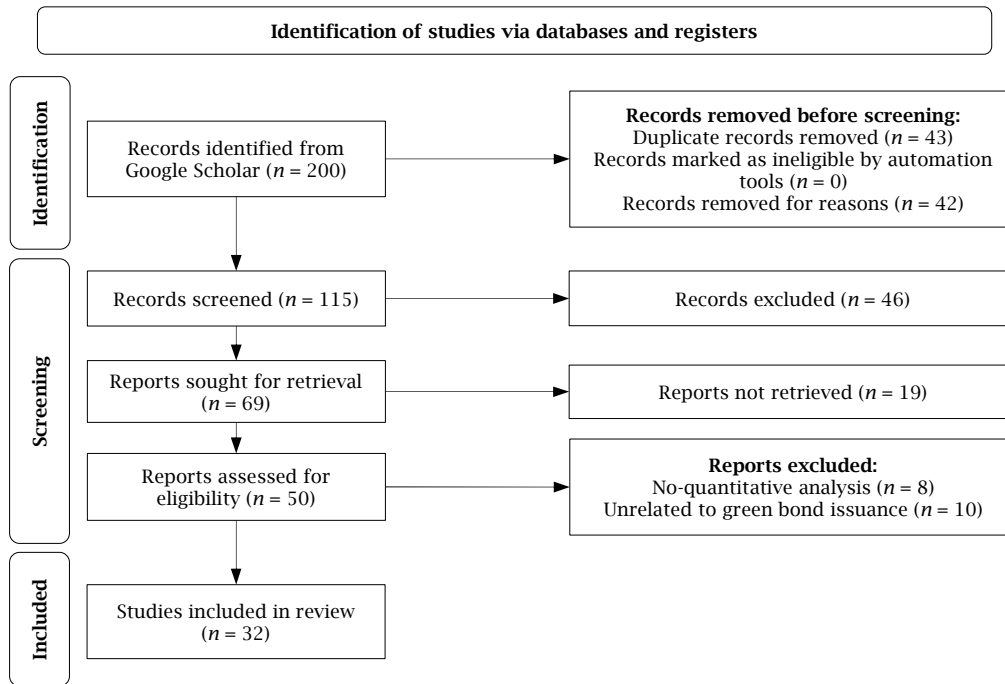 Identification of studies via databases and registers
Identification
Records identified from
Google Scholar (n = 200)
Records removed before screening:
Duplicate records removed (n = 43)
Records marked as ineligible by automation
tools (n = 0)
Records removed for reasons (n = 42)
Screening
Records screened (n = 115)
Records excluded (n = 46)
Reports sought for retrieval
(n = 69)
Reports not retrieved (n = 19)
Reports assessed for
eligibility (n = 50)
Reports excluded:
No-quantitative analysis (n = 8)
Unrelated to green bond issuance (n = 10)
Included
Studies included in review
(n = 32)